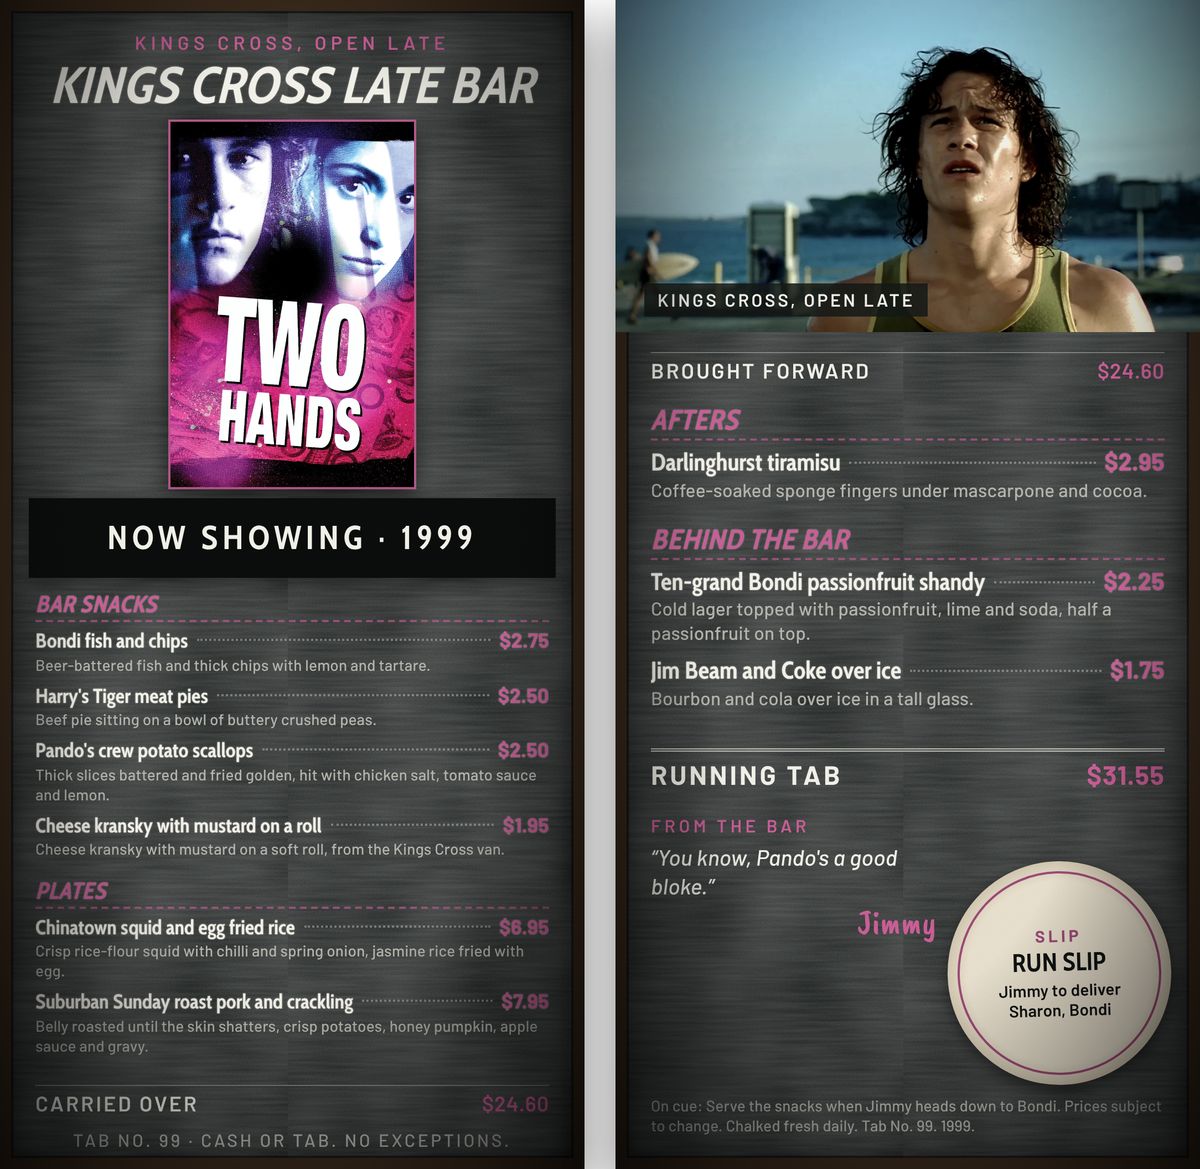 KINGS CROSS, OPEN LATE
KINGS CROSS LATE BAR
TWO
HANDS
NOW SHOWING · 1999
BAR SNACKS
Bondi fish and chips $2.75
Beer-battered fish and thick chips with lemon and tartare.
Harry's Tiger meat pies $2.50
Beef pie sitting on a bowl of buttery crushed peas.
Pando's crew potato scallops $2.50
Thick slices battered and fried golden, hit with chicken salt, tomato sauce
and lemon.
Cheese kransky with mustard on a roll $1.95
Cheese kransky with mustard on a soft roll, from the Kings Cross van.
PLATES
Chinatown squid and egg fried rice $6.95
Crisp rice-flour squid with chilli and spring onion, jasmine rice fried with
egg.
Suburban Sunday roast pork and crackling $7.95
Belly roasted until the skin shatters, crisp potatoes, honey pumpkin, apple
sauce and gravy.
CARRIED OVER $24.60
TAB NO. 99 · CASH OR TAB. NO EXCEPTIONS.
KINGS CROSS, OPEN LATE
BROUGHT FORWARD $24.60
AFTERS
Darlinghurst tiramisu $2.95
Coffee-soaked sponge fingers under mascarpone and cocoa.
BEHIND THE BAR
Ten-grand Bondi passionfruit shandy $2.25
Cold lager topped with passionfruit, lime and soda, half a
passionfruit on top.
Jim Beam and Coke over ice $1.75
Bourbon and cola over ice in a tall glass.
RUNNING TAB $31.55
FROM THE BAR
“You know, Pando's a good
bloke.”
Jimmy
SLIP
RUN SLIP
Jimmy to deliver
Sharon, Bondi
On cue: Serve the snacks when Jimmy heads down to Bondi. Prices subject
to change. Chalked fresh daily. Tab No. 99. 1999.